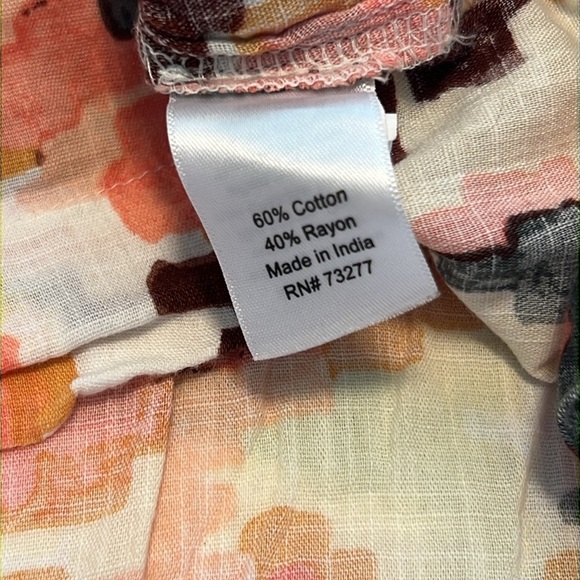 60% Cotton
40% Rayon
Made in India
RN# 73277